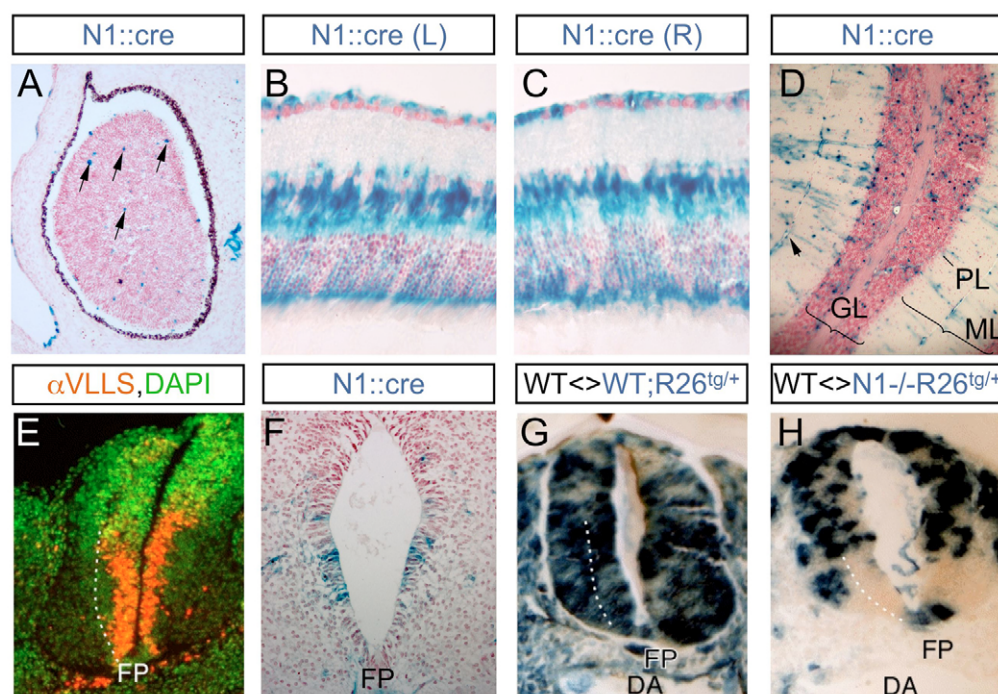 N1::cre
N1::cre (L)
N1::cre (R)
N1::cre
A
B
C
D
PL
GL
ML
αVLLS,DAPI
N1::cre
WT<>WT;R26tg/+
WT<>N1-/-R26tg/+
E
F
G
H
FP
FP
FP
DA
FP
DA